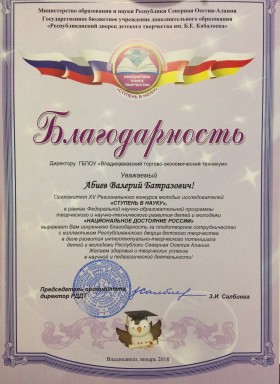 Министерство образования и науки Республики Северная Осетия-Алания
Государственное бюджетное учреждение дополнительного образования
«Республиканский дворец детского творчества им. Б.Е. Кабалоева»
«СТУПЕНЬ В НАУКУ»
Благодарность
Директору ГБПОУ «Владикавказский торгово-экономический техникум»
Уважаемый
Абиев Валерий Батразович!
Оргкомитет XV Регионального конкурса молодых исследователей
«СТУПЕНЬ В НАУКУ»,
в рамках Федеральной научно-образовательной программы
творческого и научно-технического развития детей и молодежи
«НАЦИОНАЛЬНОЕ ДОСТОЯНИЕ РОССИИ»
выражает Вам искреннюю благодарность за плодотворное сотрудничество
с коллективом Республиканского дворца детского творчества
в деле развития интеллектуально-творческого потенциала
детей и молодежи Республики Северная Осетия-Алания.
Желаем здоровья и творческих успехов
в научной и педагогической деятельности!
Председатель оргкомитета,
директор РДДТ
З.И. Салбиева
Владикавказ, январь 2018